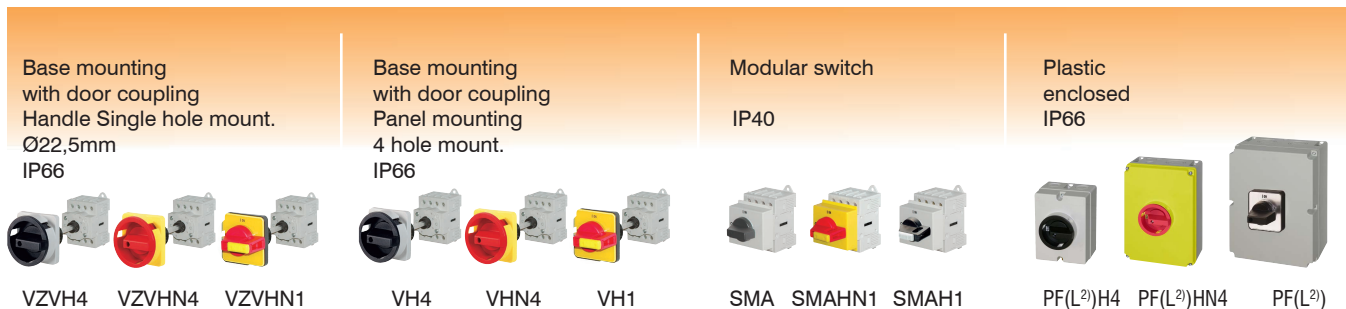 Base mounting
with door coupling
Handle Single hole mount.
Ø22,5mm
IP66
VZVH4 VZVHN4 VZVHN1
Base mounting
with door coupling
Panel mounting
4 hole mount.
IP66
VH4 VHN4 VH1
Modular switch
IP40
SMA SMAHN1 SMAH1
Plastic
enclosed
IP66
PF(L²⁾)H4 PF(L²⁾)HN4 PF(L²⁾)